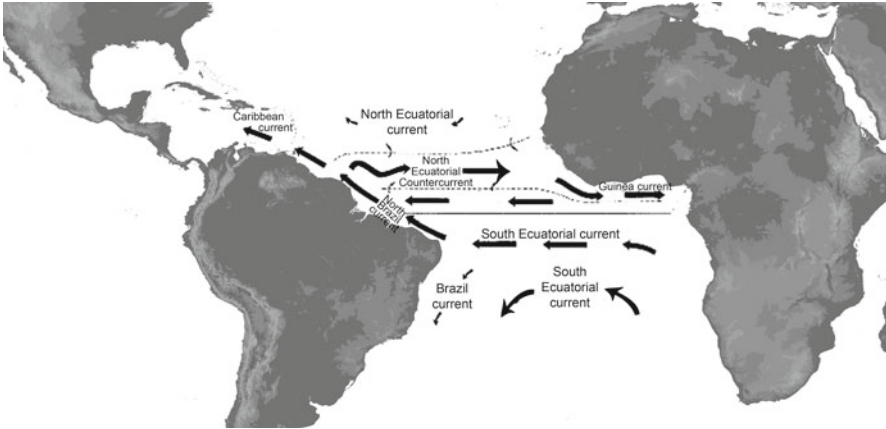 North Ecuatorial
current
Caribbean
current
North
Ecuatorial
Countercurrent
Guinea current
North
Brazil
current
South Ecuatorial current
South
Ecuatorial
current
Brazil
current